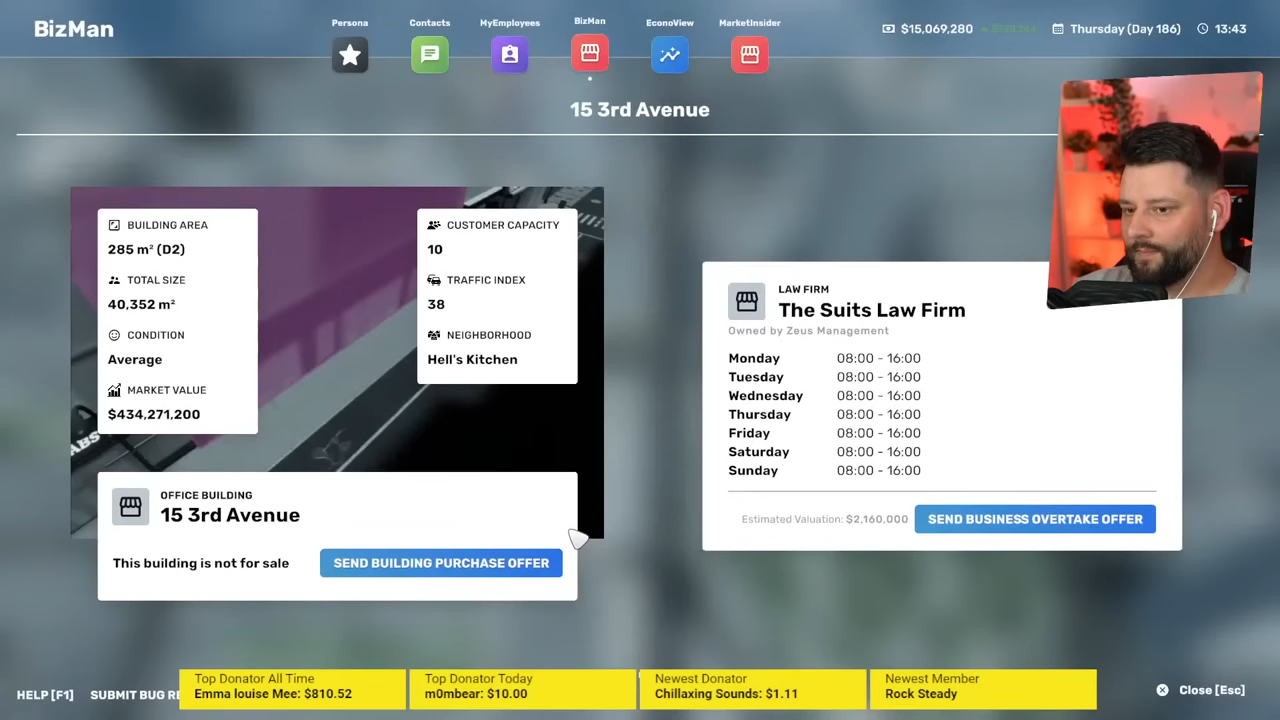 BizMan
Persona
Contacts
MyEmployees
BizMan
EconoView
MarketInsider
$15,069,280
Thursday (Day 186)
13:43
15 3rd Avenue
BUILDING AREA
285 m² (D2)
TOTAL SIZE
40,352 m²
CONDITION
Average
MARKET VALUE
$434,271,200
CUSTOMER CAPACITY
10
TRAFFIC INDEX
38
NEIGHBORHOOD
Hell's Kitchen
OFFICE BUILDING
15 3rd Avenue
This building is not for sale
SEND BUILDING PURCHASE OFFER
LAW FIRM
The Suits Law Firm
Owned by Zeus Management
Monday 08:00 - 16:00
Tuesday 08:00 - 16:00
Wednesday 08:00 - 16:00
Thursday 08:00 - 16:00
Friday 08:00 - 16:00
Saturday 08:00 - 16:00
Sunday 08:00 - 16:00
Estimated Valuation: $2,160,000
SEND BUSINESS OVERTAKE OFFER
HELP [F1]
SUBMIT BUG RE
Top Donator All Time
Emma louise Mee: $810.52
Top Donator Today
m0mbear: $10.00
Newest Donator
Chillaxing Sounds: $1.11
Newest Member
Rock Steady
Close [Esc]